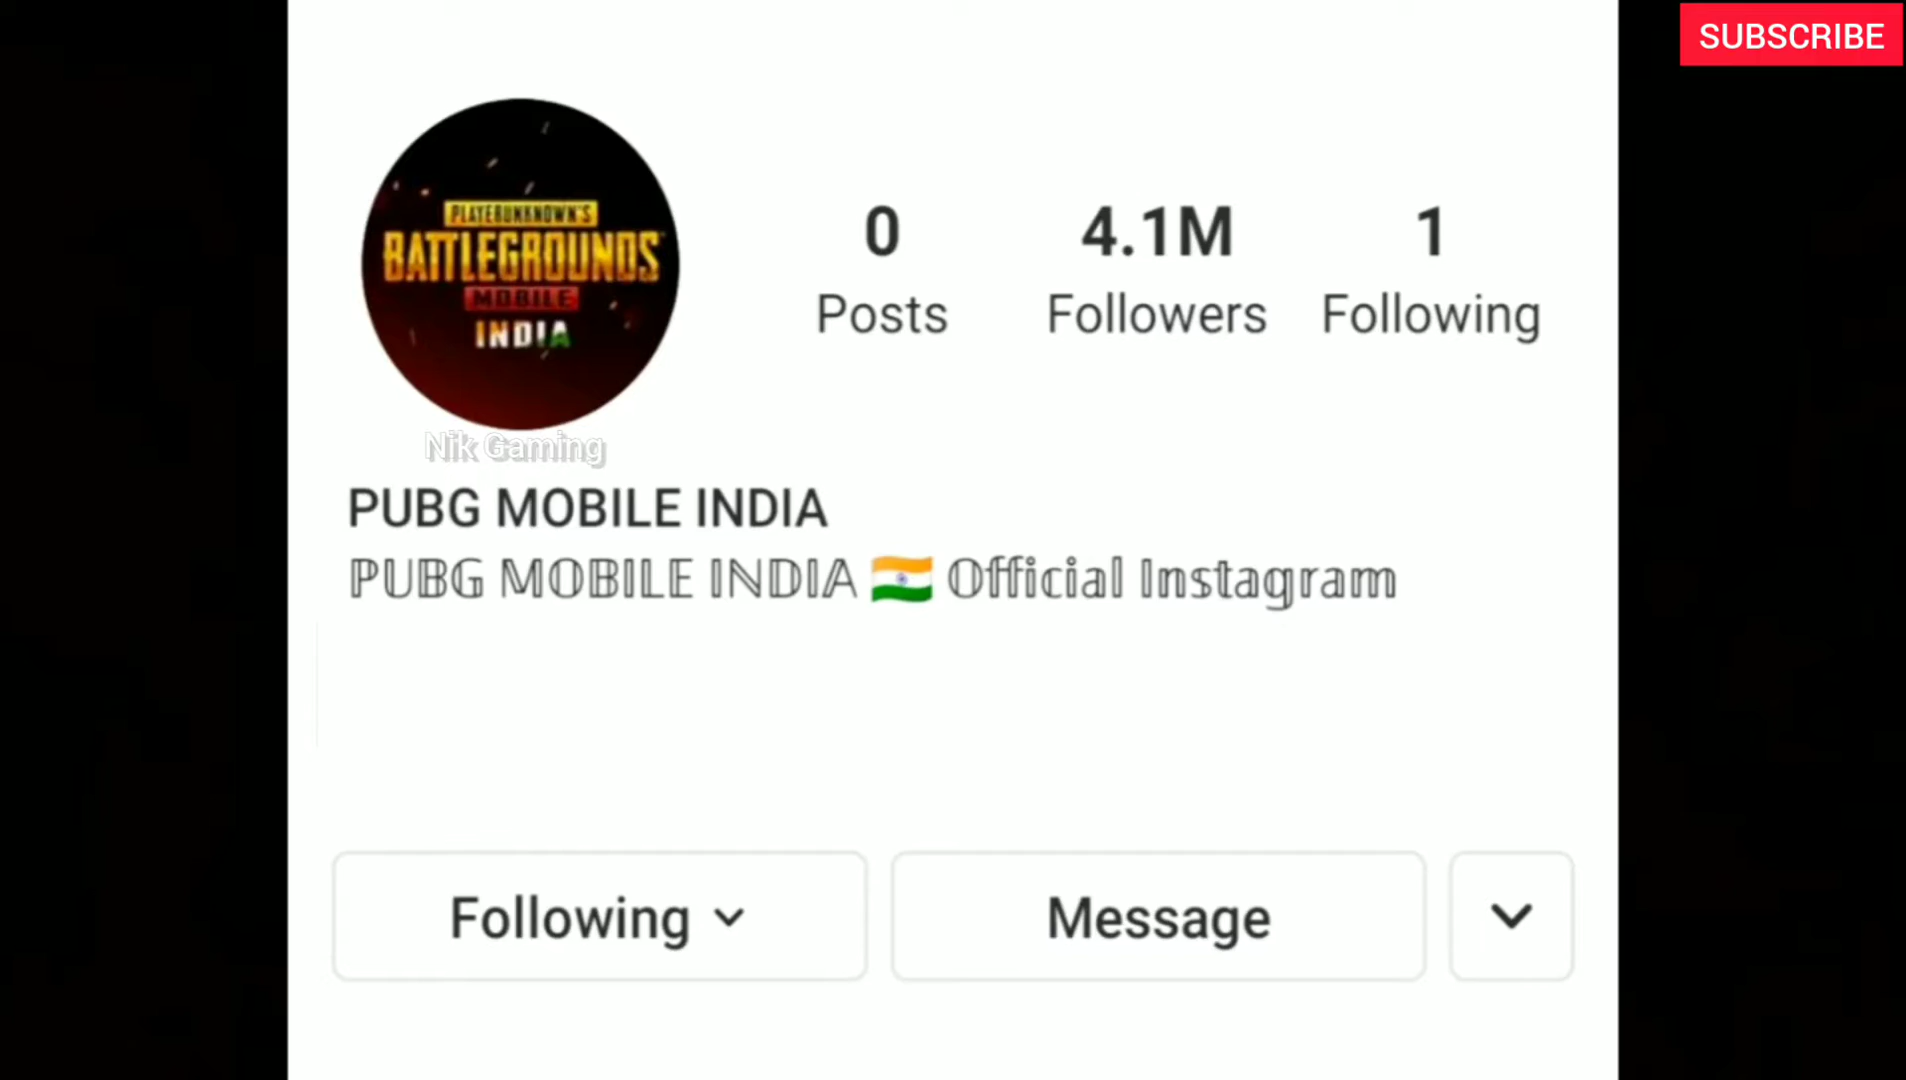 SUBSCRIBE
PLAYERUNKNOWN'S
BATTLEGROUNDS
MOBILE
INDIA
0
Posts
4.1M
Followers
1
Following
Nik Gaming
PUBG MOBILE INDIA
ℙ𝕌𝔹𝔾 𝕄𝕆𝔹𝕀𝕃𝔼 𝕀ℕ𝔻𝕀𝔸 🇮🇳 𝕆𝕗𝕗𝕚𝕔𝕚𝕒𝕝 𝕀𝕟𝕤𝕥𝕒𝕘𝕣𝕒𝕞
Following
Message